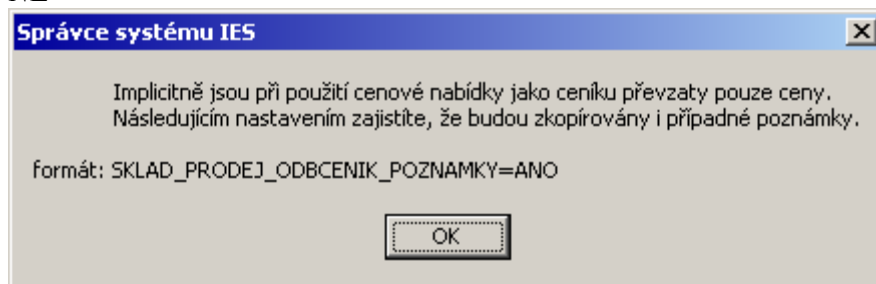 Správce systému IES
Implicitně jsou při použití cenové nabídky jako ceníku převzaty pouze ceny.
Následujícím nastavením zajistíte, že budou zkopírovány i případné poznámky.
formát: SKLAD_PRODEJ_ODBCENIK_POZNAMKY=ANO
OK